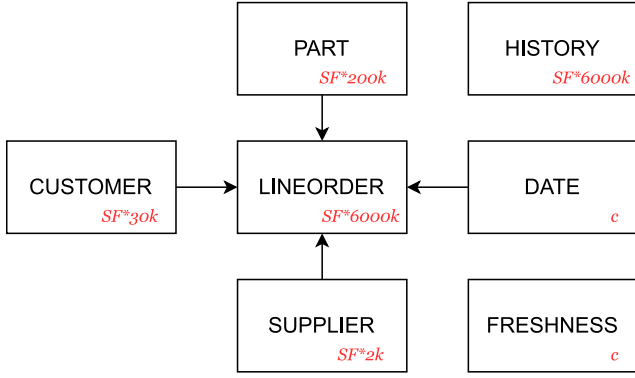 PART
SF*200k
HISTORY
SF*6000k
CUSTOMER
SF*30k
LINEORDER
SF*6000k
DATE
c
SUPPLIER
SF*2k
FRESHNESS
c